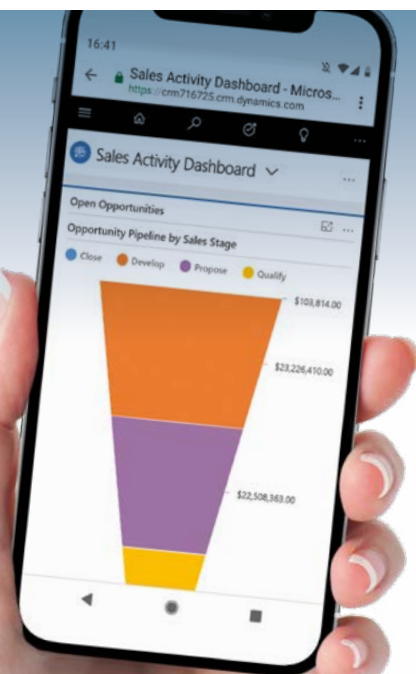 16:41
Sales Activity Dashboard - Micros...
https://crm716725.crm.dynamics.com
Sales Activity Dashboard
Open Opportunities
Opportunity Pipeline by Sales Stage
Close Develop Propose Qualify
$103,814.00
$23,226,410.00
$22,508,363.00